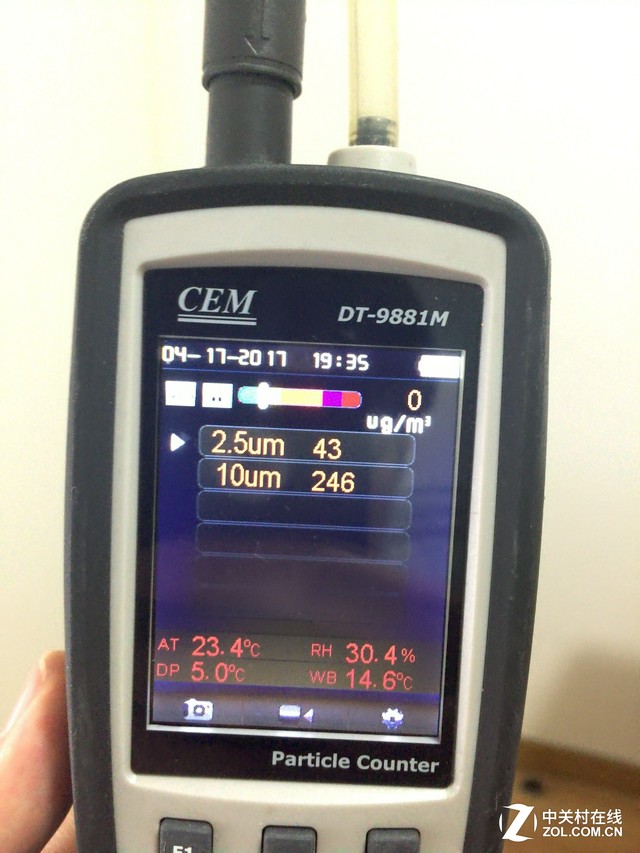 CEM
DT-9881M
04-17-2017 19:35
0
ug/m³
2.5um 43
10um 246
AT 23.4℃ RH 30.4%
DP 5.0℃ WB 14.6℃
Particle Counter
F1
中关村在线
ZOL.COM.CN